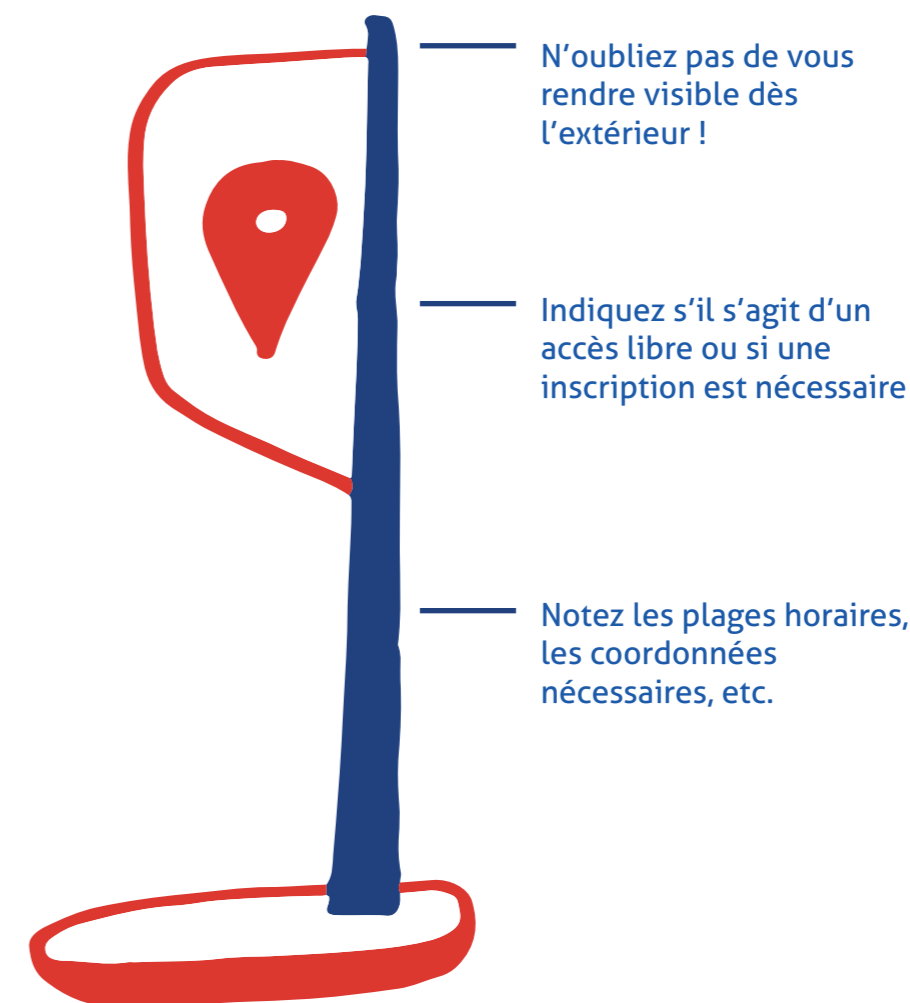 N’oubliez pas de vous
rendre visible dès
l’extérieur !
Indiquez s’il s’agit d’un
accès libre ou si une
inscription est nécessaire
Notez les plages horaires,
les coordonnées
nécessaires, etc.